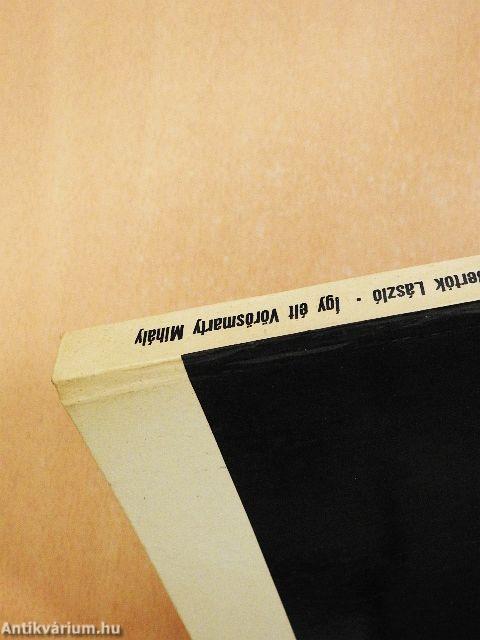 Bertók László · Így élt Vörösmarty Mihály
Antikvárium.hu